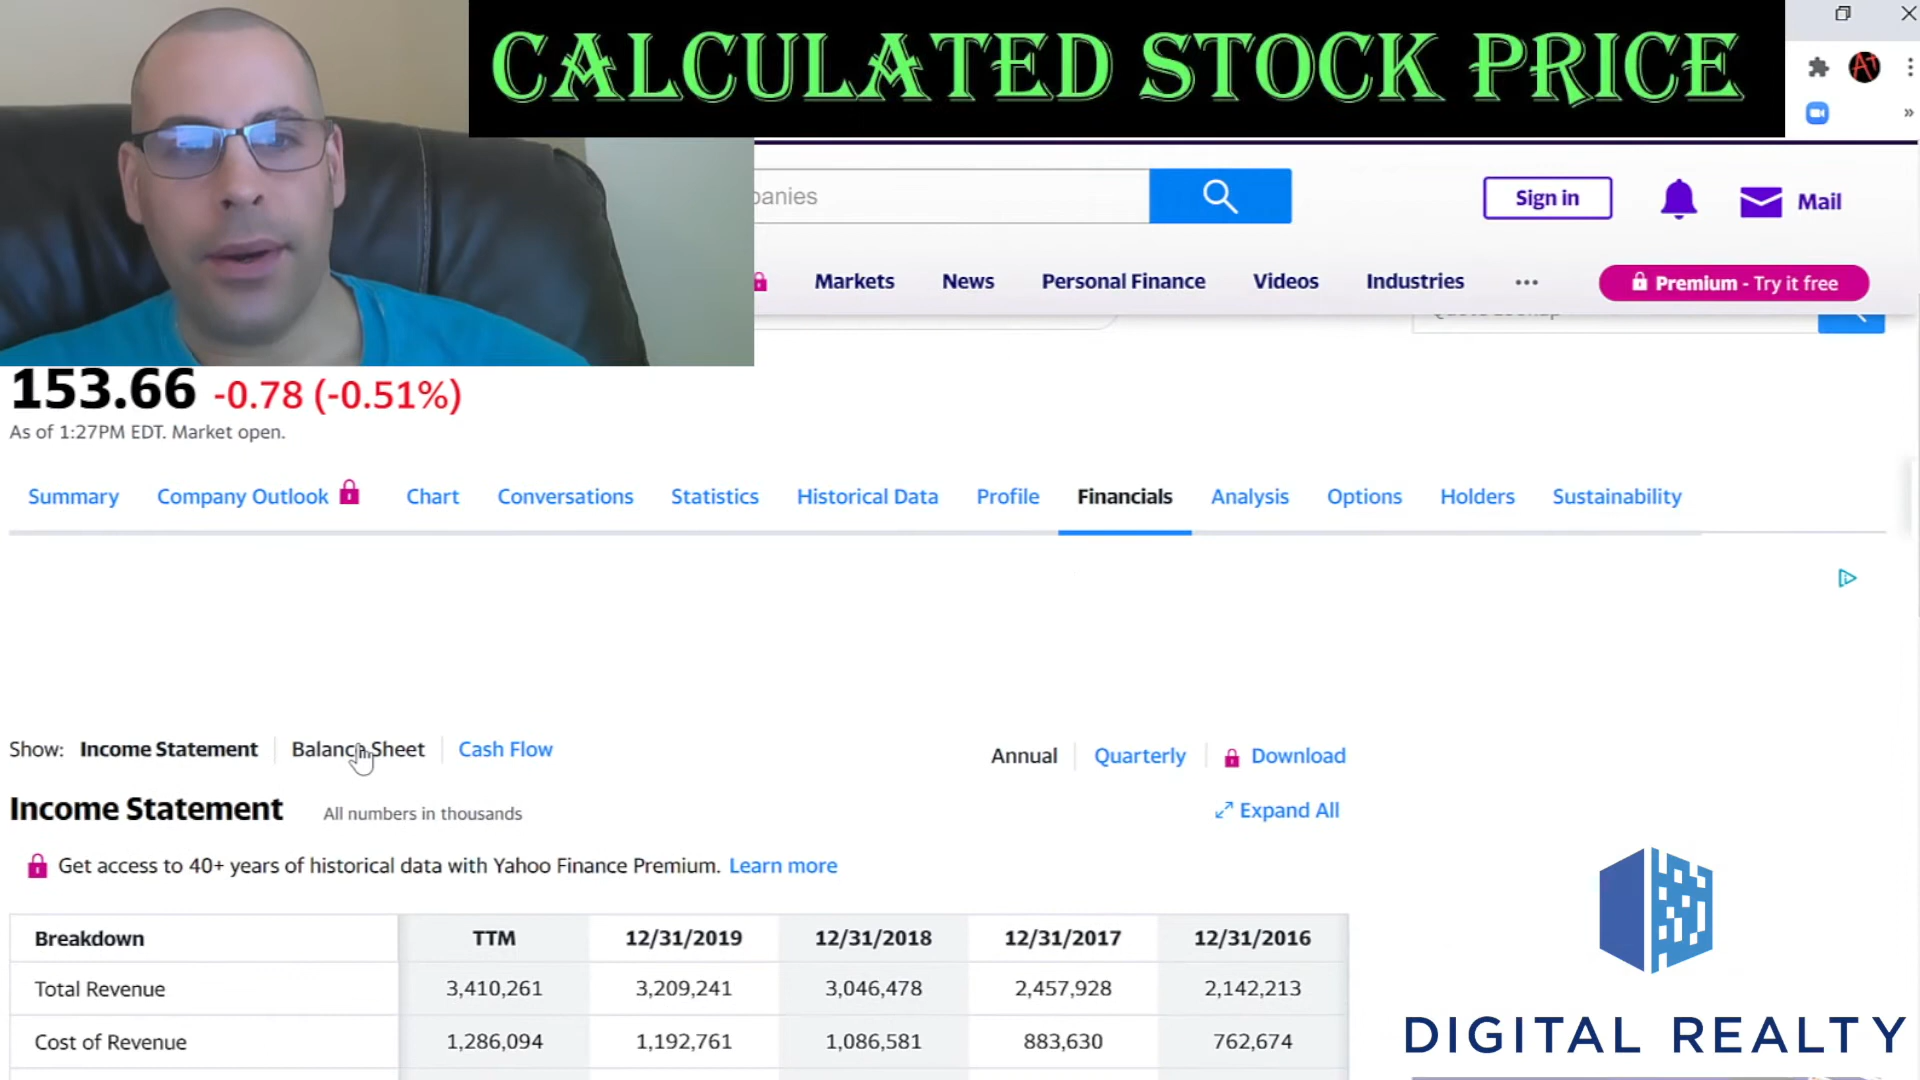 CALCULATED STOCK PRICE
panies
Sign in
Mail
Markets News Personal Finance Videos Industries ... Premium - Try it free
153.66 -0.78 (-0.51%)
As of 1:27PM EDT. Market open.
Summary Company Outlook Chart Conversations Statistics Historical Data Profile Financials Analysis Options Holders Sustainability
Show: Income Statement Balance Sheet Cash Flow
Annual Quarterly Download
Income Statement All numbers in thousands
Expand All
Get access to 40+ years of historical data with Yahoo Finance Premium. Learn more
Breakdown TTM 12/31/2019 12/31/2018 12/31/2017 12/31/2016
Total Revenue 3,410,261 3,209,241 3,046,478 2,457,928 2,142,213
Cost of Revenue 1,286,094 1,192,761 1,086,581 883,630 762,674
DIGITAL REALTY